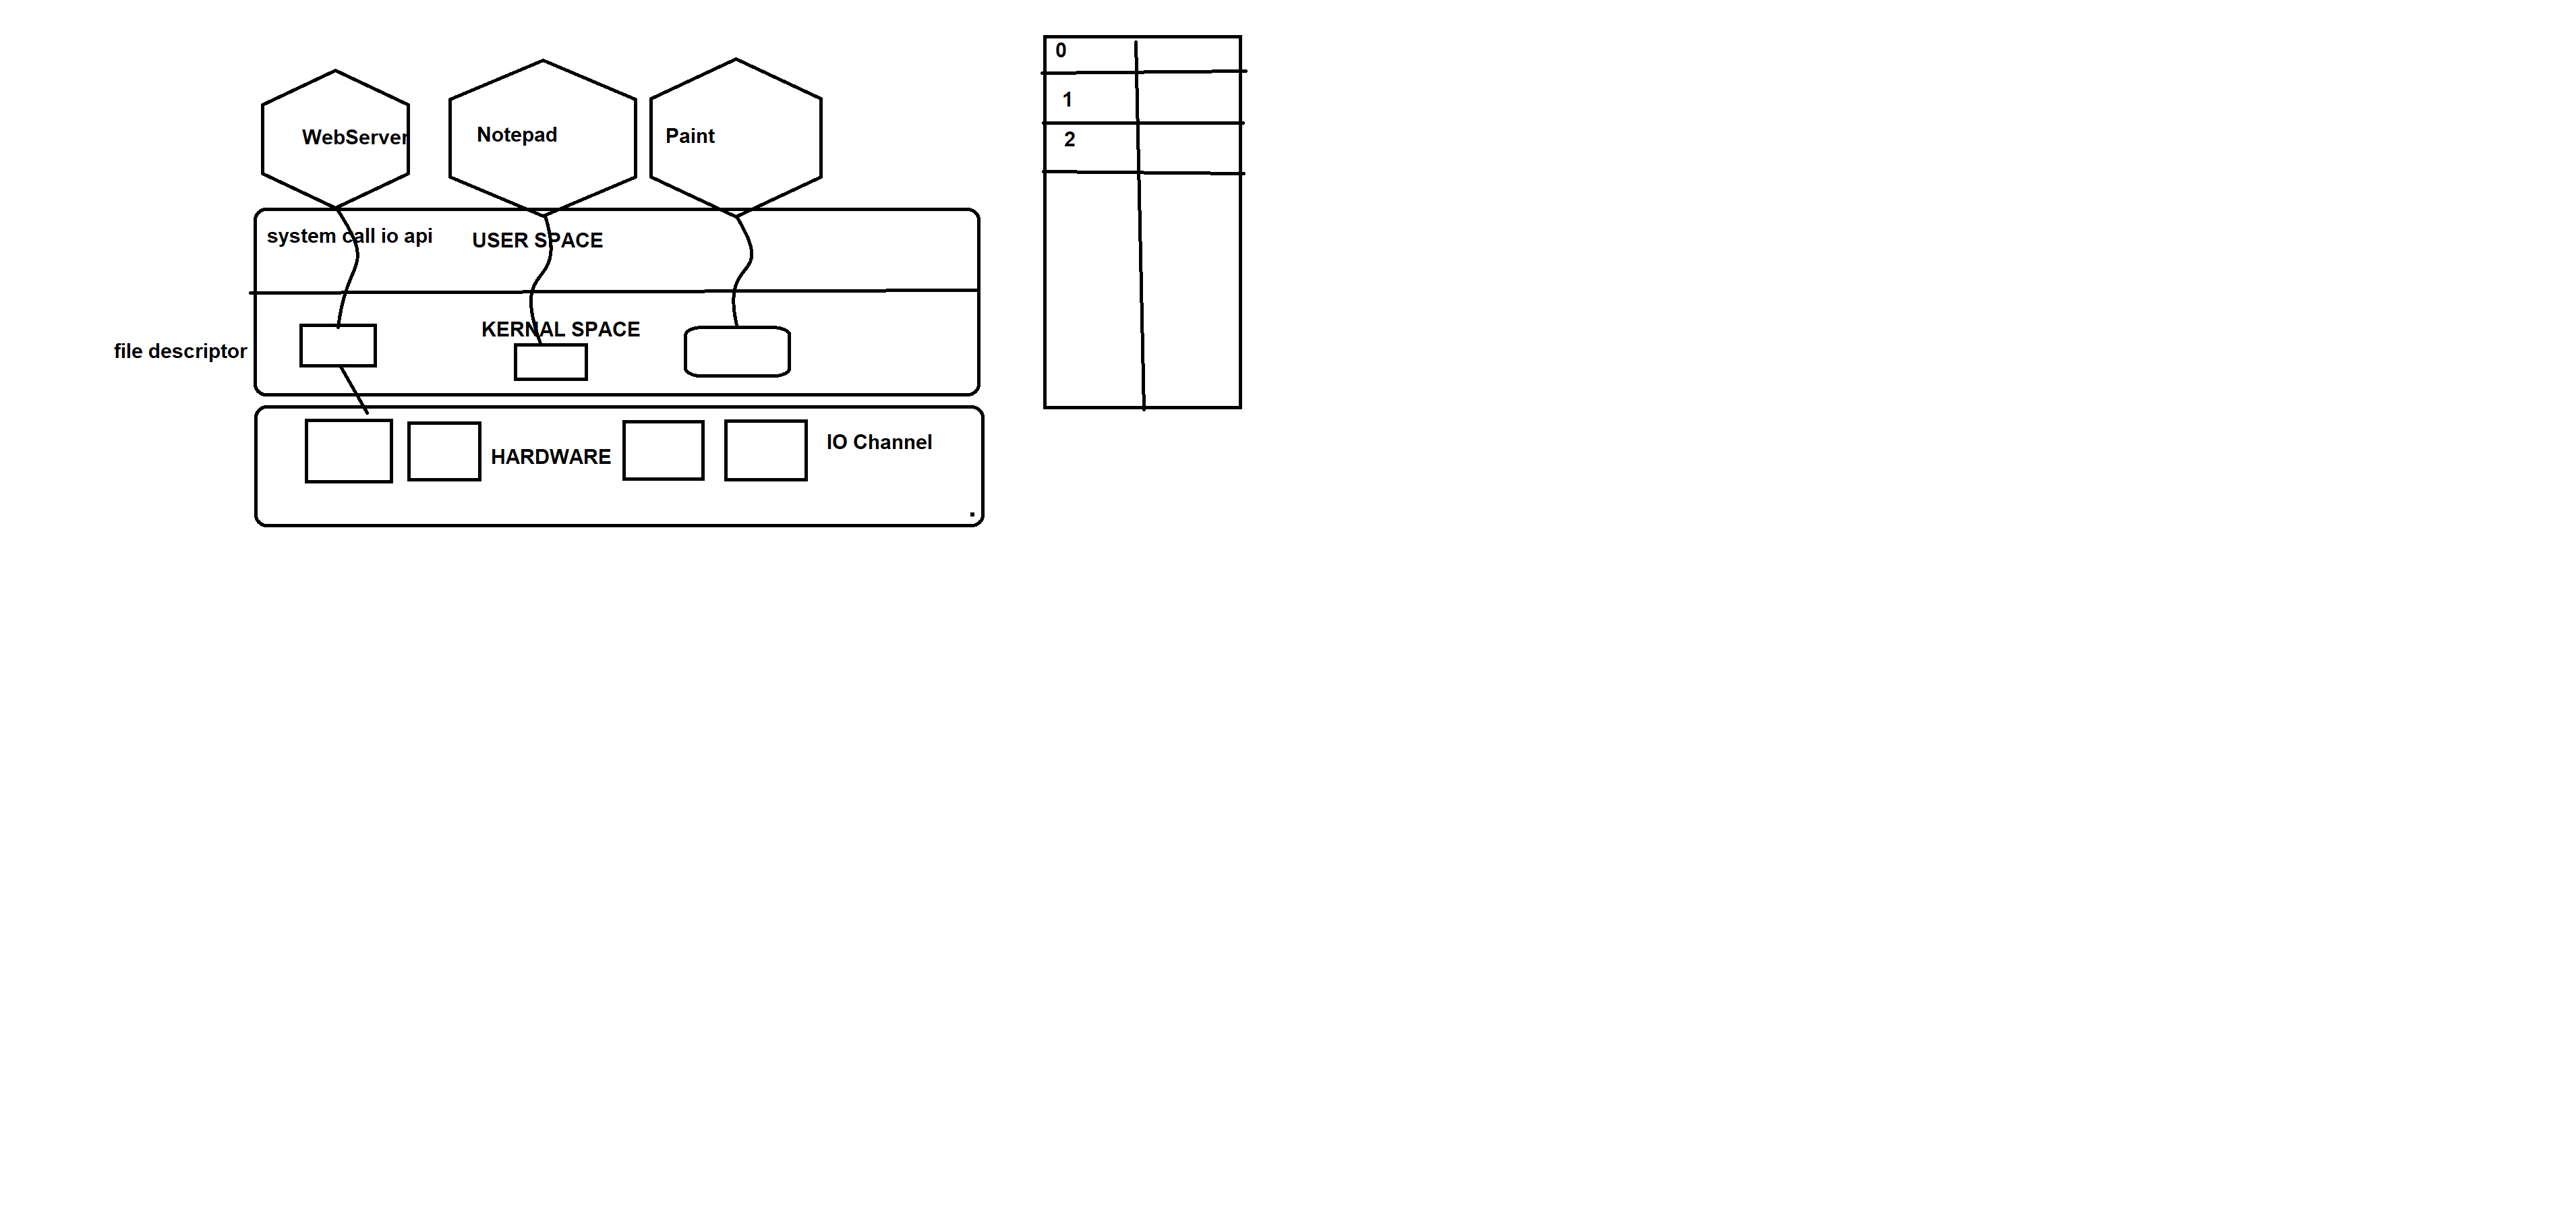 WebServer
Notepad
Paint
system call io api
USER SPACE
KERNAL SPACE
file descriptor
HARDWARE
IO Channel
0
1
2